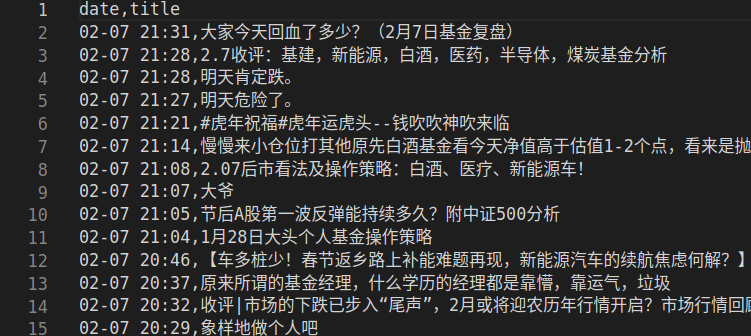 1 date,title
2 02-07 21:31,大家今天回血了多少？（2月7日基金复盘）
3 02-07 21:28,2.7收评：基建，新能源，白酒，医药，半导体，煤炭基金分析
4 02-07 21:28,明天肯定跌。
5 02-07 21:27,明天危险了。
6 02-07 21:21,#虎年祝福#虎年运虎头--钱吹吹神吹来临
7 02-07 21:14,慢慢来小仓位打其他原先白酒基金看今天净值高于估值1-2个点，看来是抛
8 02-07 21:08,2.07后市看法及操作策略：白酒、医疗、新能源车！
9 02-07 21:07,大爷
10 02-07 21:05,节后A股第一波反弹能持续多久？附中证500分析
11 02-07 21:04,1月28日大头个人基金操作策略
12 02-07 20:46,【车多桩少！春节返乡路上补能难题再现，新能源汽车的续航焦虑何解？】
13 02-07 20:37,原来所谓的基金经理，什么学历的经理都是靠懵，靠运气，垃圾
14 02-07 20:32,收评|市场的下跌已步入“尾声”，2月或将迎农历年行情开启？市场行情回
15 02-07 20:29,象样地做个人吧